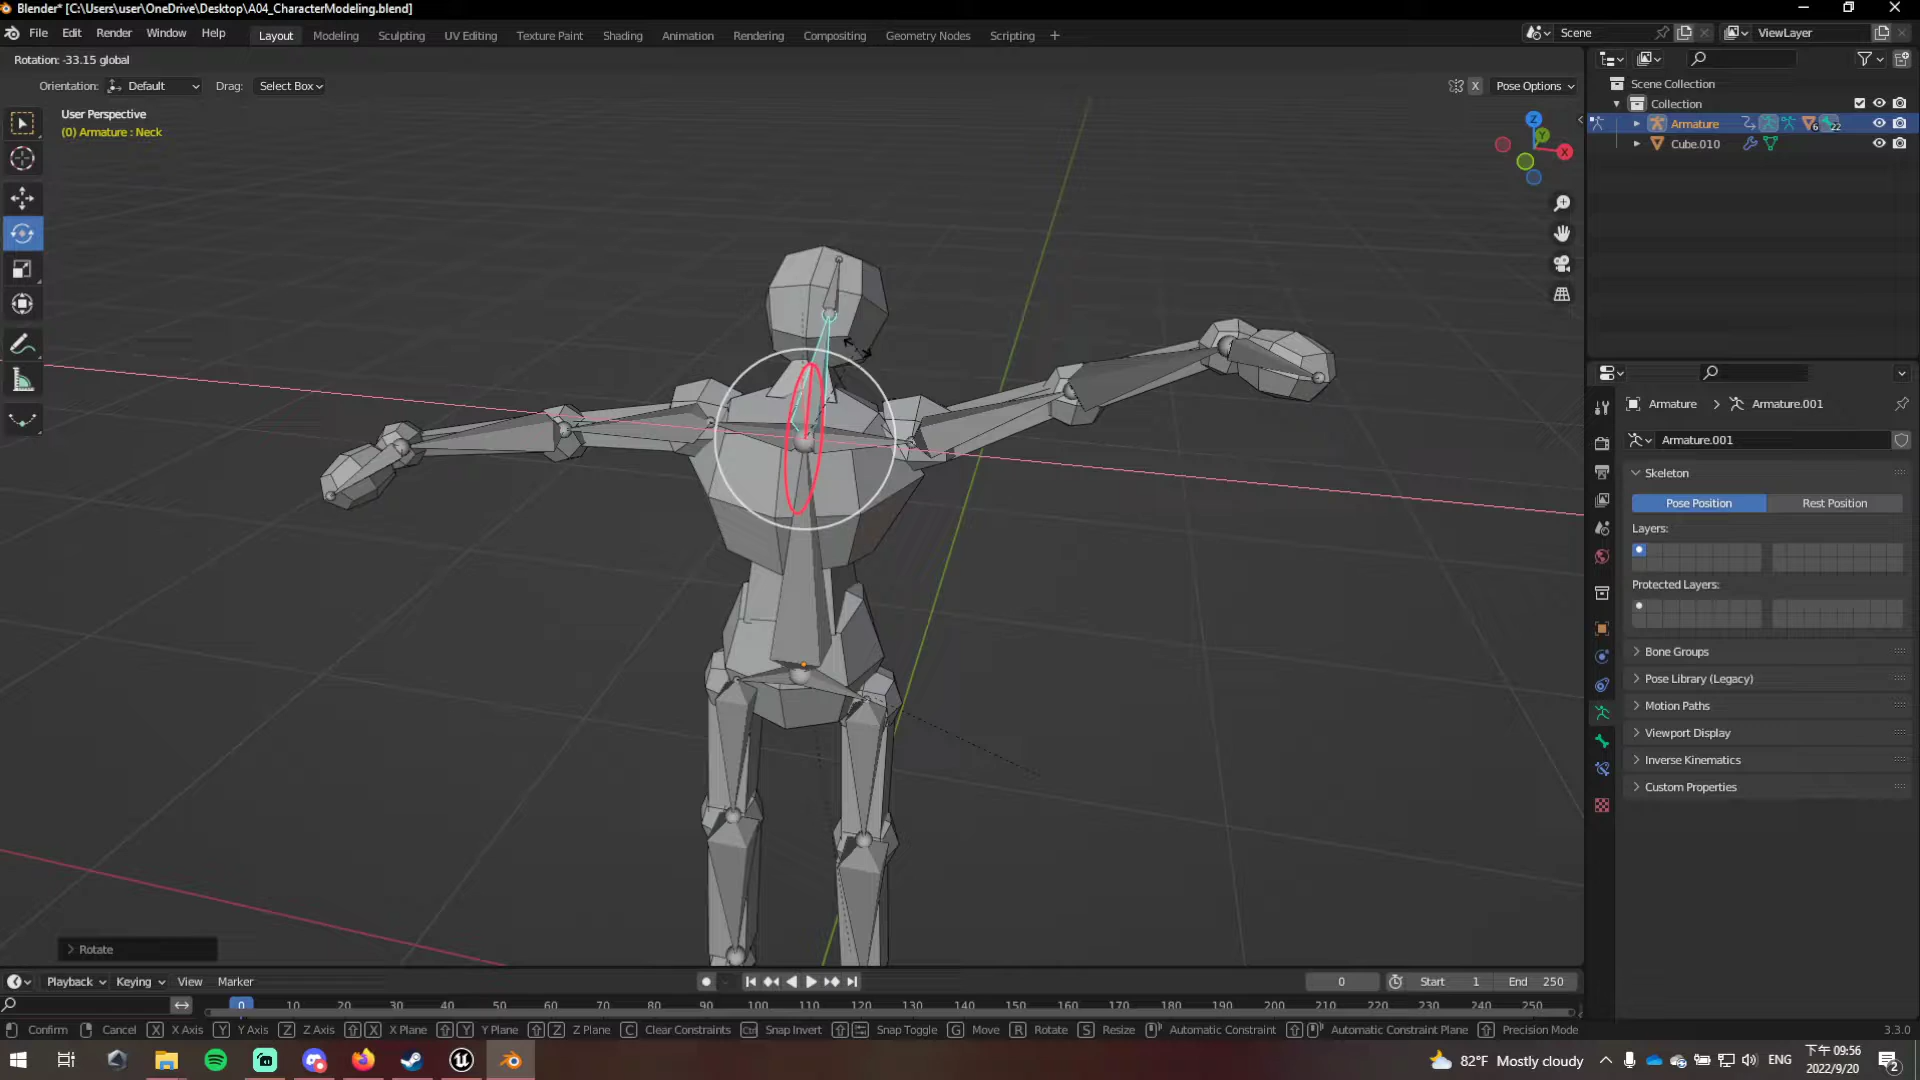 Blender* [C:\Users\user\OneDrive\Desktop\A04_CharacterModeling.blend]
File Edit Render Window Help Layout Modeling Sculpting UV Editing Texture Paint Shading Animation Rendering Compositing Geometry Nodes Scripting + Scene ViewLayer
Rotation: -33.15 global
Orientation: Default Drag: Select Box X Pose Options
User Perspective
(0) Armature : Neck
Z
Y
X
Scene Collection
Collection
Armature 6 22
Cube.010
Armature > Armature.001
Armature.001
Skeleton
Pose Position Rest Position
Layers:
Protected Layers:
Bone Groups
Pose Library (Legacy)
Motion Paths
Viewport Display
Inverse Kinematics
Custom Properties
Rotate
Playback Keying View Marker 0 Start 1 End 250
0 10 20 30 40 50 60 70 80 90 100 110 120 130 140 150 160 170 180 190 200 210 220 230 240 250
Confirm Cancel X X Axis Y Y Axis Z Z Axis X X Plane Y Y Plane Z Z Plane C Clear Constraints Ctrl Snap Invert Snap Toggle G Move R Rotate S Resize Automatic Constraint Automatic Constraint Plane Precision Mode 3.3.0
82°F Mostly cloudy ENG 下午 09:56
2022/9/20 2